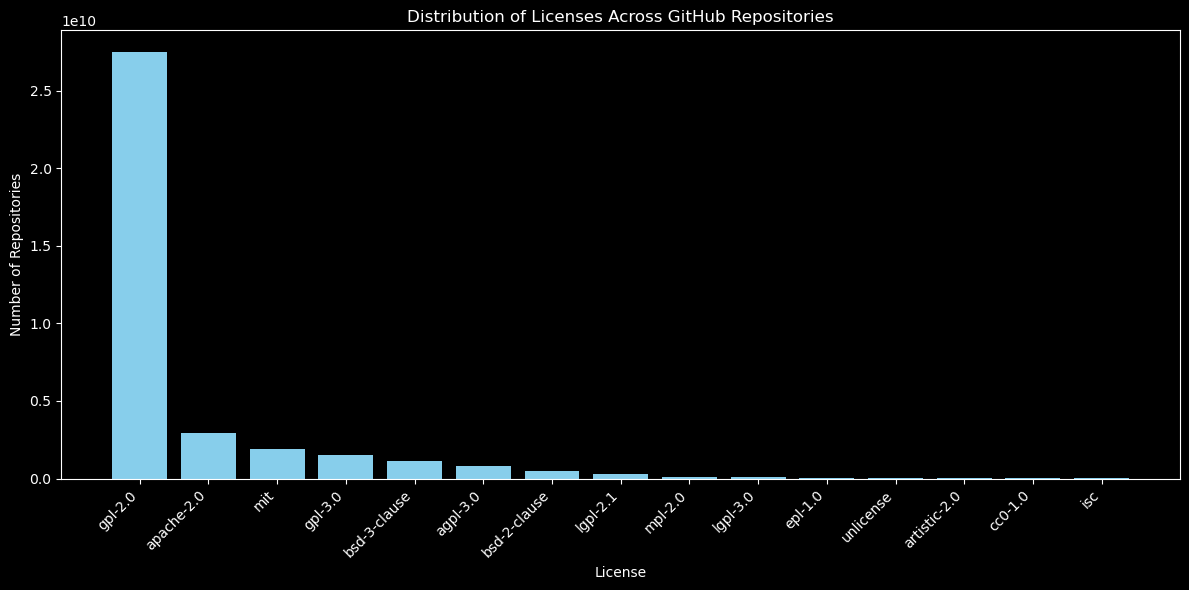 Distribution of Licenses Across GitHub Repositories
1e10
2.5
2.0
1.5
1.0
0.5
0.0
Number of Repositories
gpl-2.0
apache-2.0
mit
gpl-3.0
bsd-3-clause
agpl-3.0
bsd-2-clause
lgpl-2.1
mpl-2.0
lgpl-3.0
epl-1.0
unlicense
artistic-2.0
cc0-1.0
isc
License